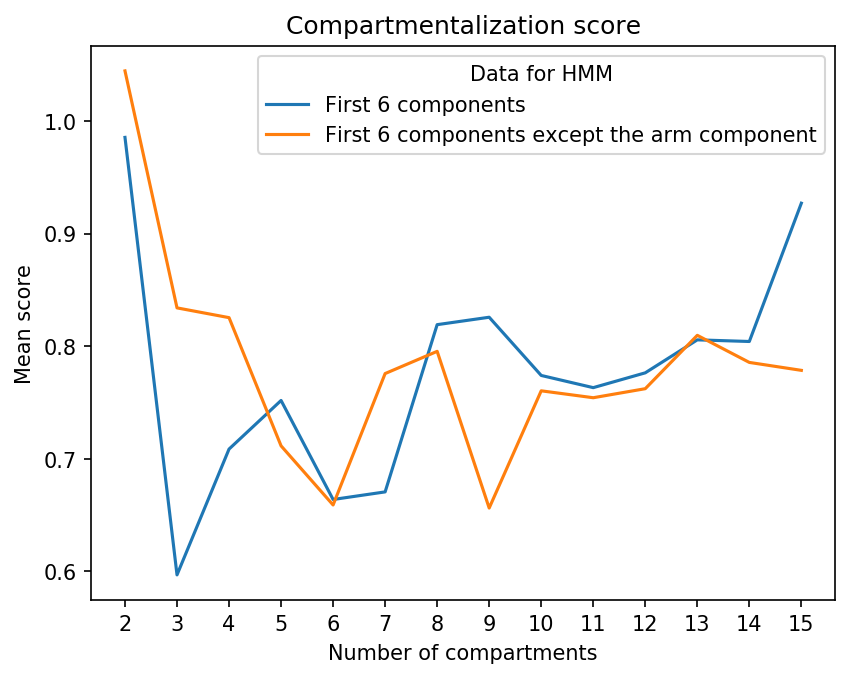 Compartmentalization score
Data for HMM
First 6 components
First 6 components except the arm component
Mean score
1.0
0.9
0.8
0.7
0.6
2 3 4 5 6 7 8 9 10 11 12 13 14 15
Number of compartments